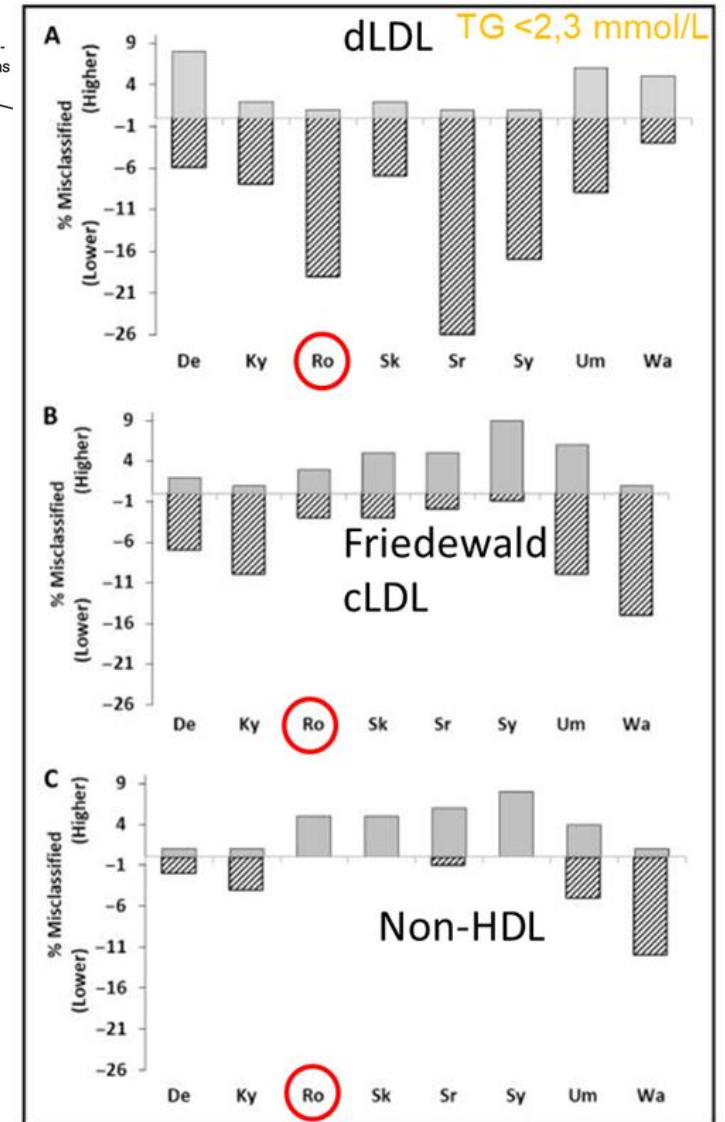 A
dLDL
TG <2,3 mmol/L
% Misclassified
(Lower) (Higher)
9
4
−1
−6
−11
−16
−21
−26
De Ky Ro Sk Sr Sy Um Wa
B
% Misclassified
(Lower) (Higher)
9
4
−1
−6
−11
−16
−21
−26
Friedewald
cLDL
De Ky Ro Sk Sr Sy Um Wa
C
% Misclassified
(Lower) (Higher)
9
4
−1
−6
−11
−16
−21
−26
Non-HDL
De Ky Ro Sk Sr Sy Um Wa